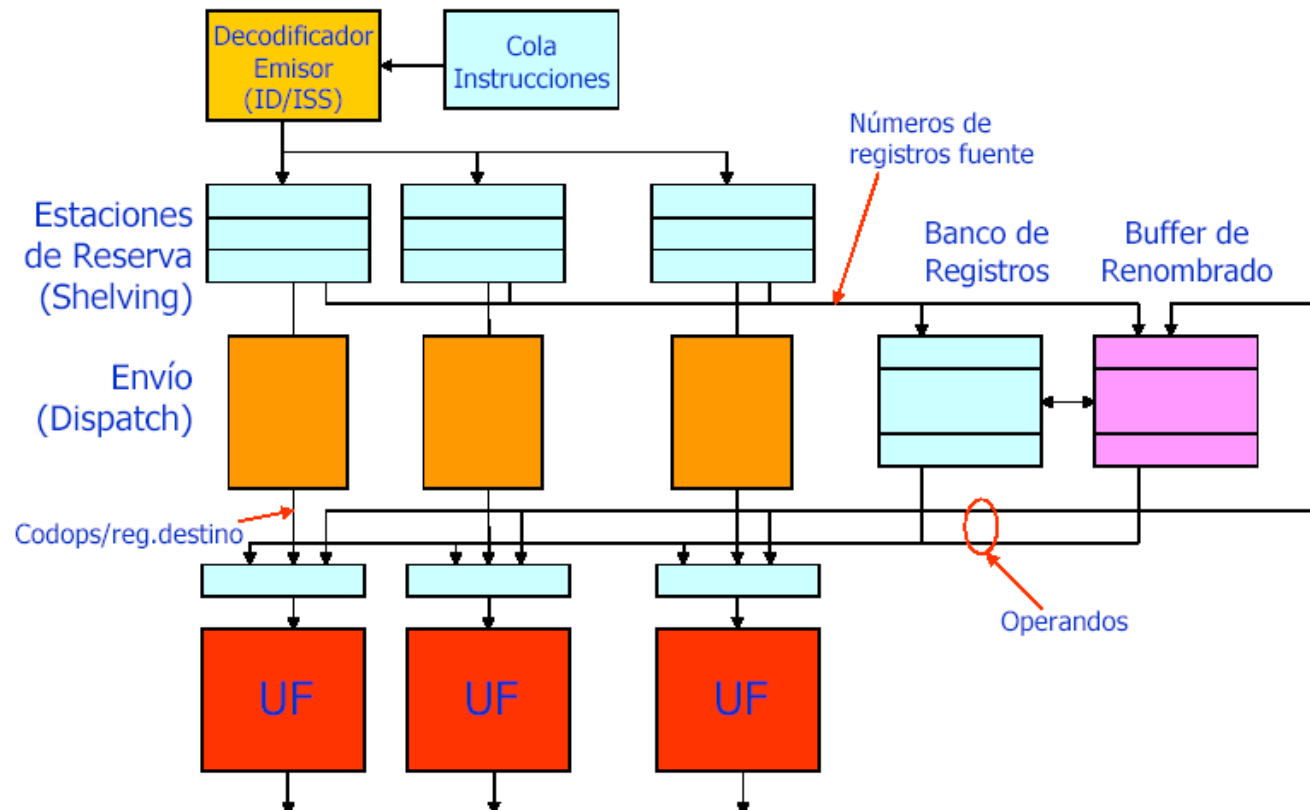 Decodificador
Emisor
(ID/ISS)
Cola
Instrucciones
Números de
registros fuente
Estaciones
de Reserva
(Shelving)
Banco de
Registros
Buffer de
Renombrado
Envío
(Dispatch)
Codops/reg.destino
Operandos
UF
UF
UF